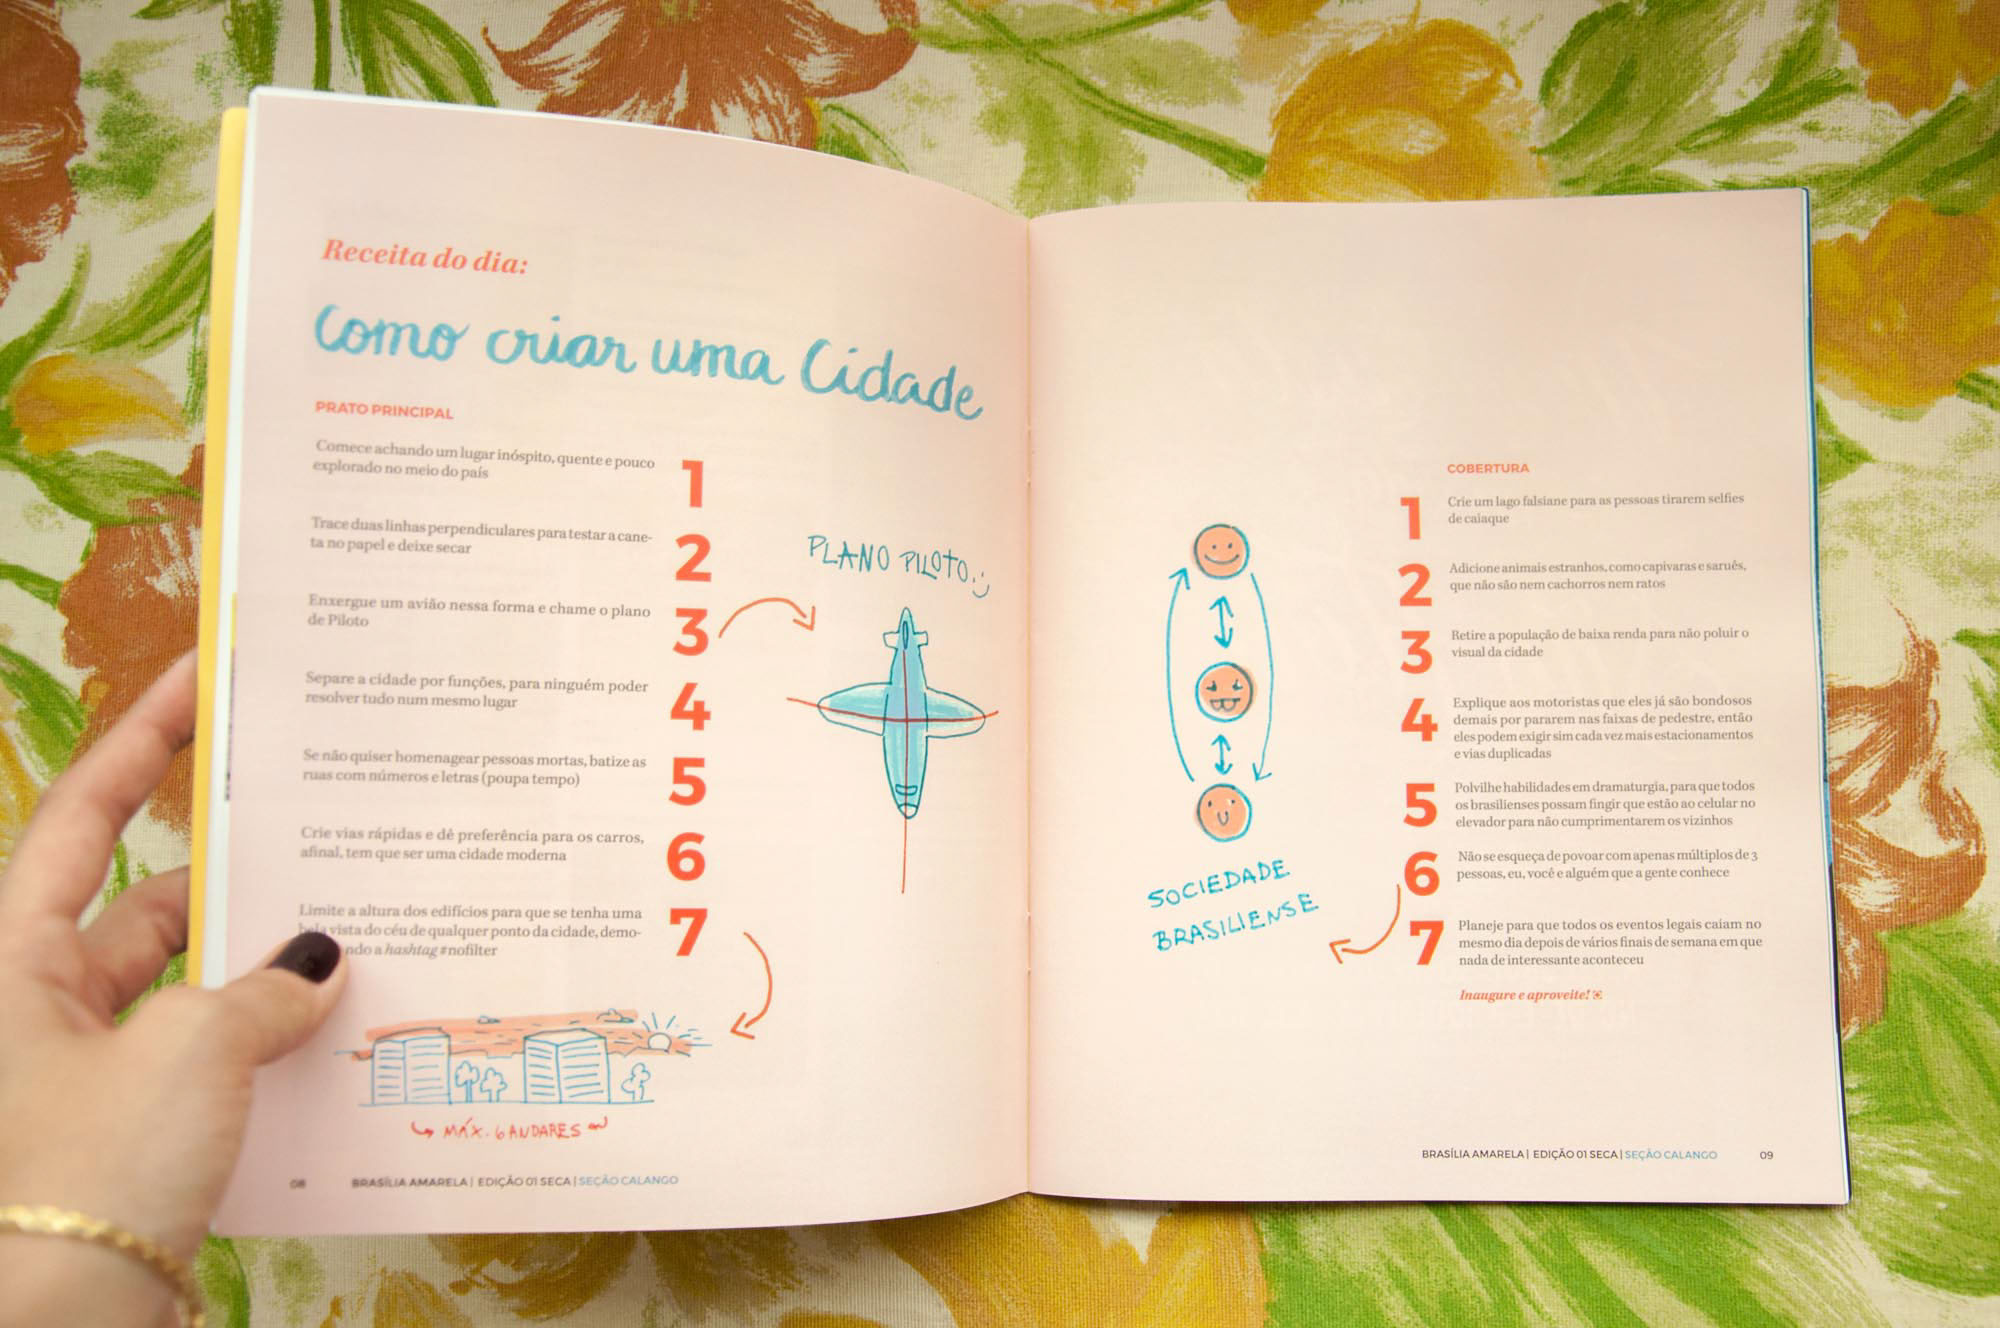 Receita do dia:
Como criar uma Cidade
PRATO PRINCIPAL
Comece achando um lugar inóspito, quente e pouco
explorado no meio do país
1
Trace duas linhas perpendiculares para testar a cane-
ta no papel e deixe secar
2
Enxergue um avião nessa forma e chame o plano
de Piloto
3
Separe a cidade por funções, para ninguém poder
resolver tudo num mesmo lugar
4
Se não quiser homenagear pessoas mortas, batize as
ruas com números e letras (poupa tempo)
5
Crie vias rápidas e dê preferência para os carros,
afinal, tem que ser uma cidade moderna
6
Limite a altura dos edifícios para que se tenha uma
bela vista do céu de qualquer ponto da cidade, demo-
ndo a hashtag #nofilter
7
PLANO PILOTO
MÁX. 6 ANDARES
08 BRASÍLIA AMARELA | EDIÇÃO 01 SECA | SEÇÃO CALANGO
SOCIEDADE
BRASILIENSE
COBERTURA
1
Crie um lago falsiane para as pessoas tirarem selfies
de caiaque
2
Adicione animais estranhos, como capivaras e saruês,
que não são nem cachorros nem ratos
3
Retire a população de baixa renda para não poluir o
visual da cidade
4
Explique aos motoristas que eles já são bondosos
demais por pararem nas faixas de pedestre, então
eles podem exigir sim cada vez mais estacionamentos
e vias duplicadas
5
Polvilhe habilidades em dramaturgia, para que todos
os brasilienses possam fingir que estão ao celular no
elevador para não cumprimentarem os vizinhos
6
Não se esqueça de povoar com apenas múltiplos de 3
pessoas, eu, você e alguém que a gente conhece
7
Planeje para que todos os eventos legais caiam no
mesmo dia depois de vários finais de semana em que
nada de interessante aconteceu
Inaugure e aproveite!
BRASÍLIA AMARELA | EDIÇÃO 01 SECA | SEÇÃO CALANGO 09